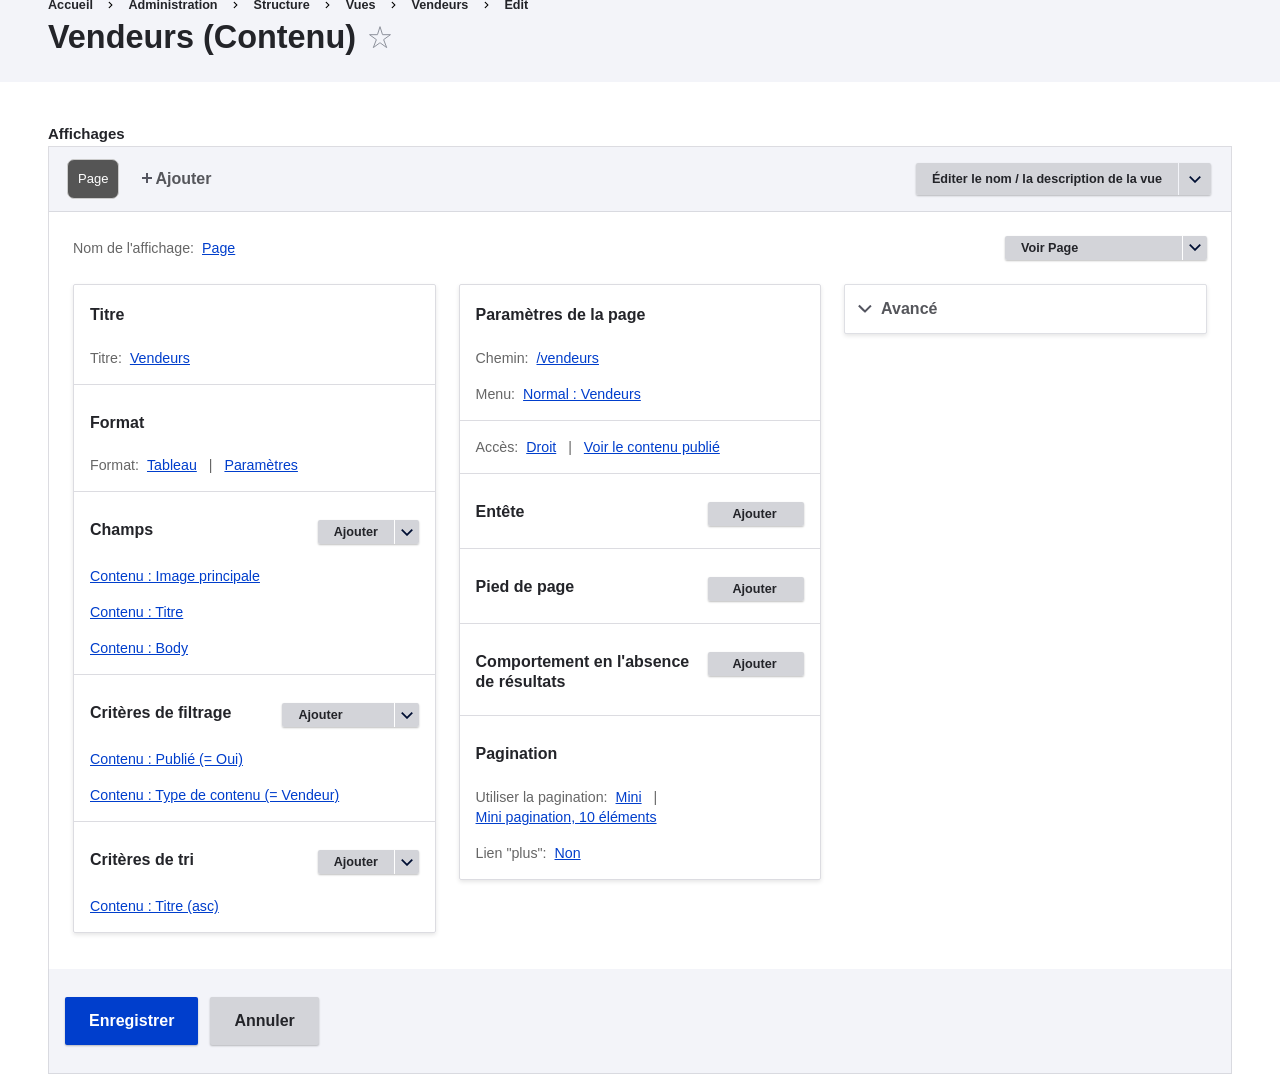 Accueil > Administration > Structure > Vues > Vendeurs > Edit
Vendeurs (Contenu)
Affichages
Page
+ Ajouter
Éditer le nom / la description de la vue
Nom de l'affichage: Page
Voir Page
Titre
Titre: Vendeurs
Format
Format: Tableau | Paramètres
Champs
Ajouter
Contenu : Image principale
Contenu : Titre
Contenu : Body
Critères de filtrage
Ajouter
Contenu : Publié (= Oui)
Contenu : Type de contenu (= Vendeur)
Critères de tri
Ajouter
Contenu : Titre (asc)
Paramètres de la page
Chemin: /vendeurs
Menu: Normal : Vendeurs
Accès: Droit | Voir le contenu publié
Entête
Ajouter
Pied de page
Ajouter
Comportement en l'absence
de résultats
Ajouter
Pagination
Utiliser la pagination: Mini |
Mini pagination, 10 éléments
Lien "plus": Non
Avancé
Enregistrer
Annuler